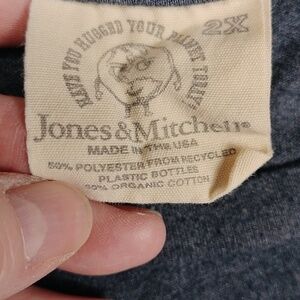 HAVE YOU HUGGED YOUR PLANET TODAY?
2X
Jones&Mitchell®
MADE IN THE USA
50% POLYESTER FROM RECYCLED
PLASTIC BOTTLES
50% ORGANIC COTTON